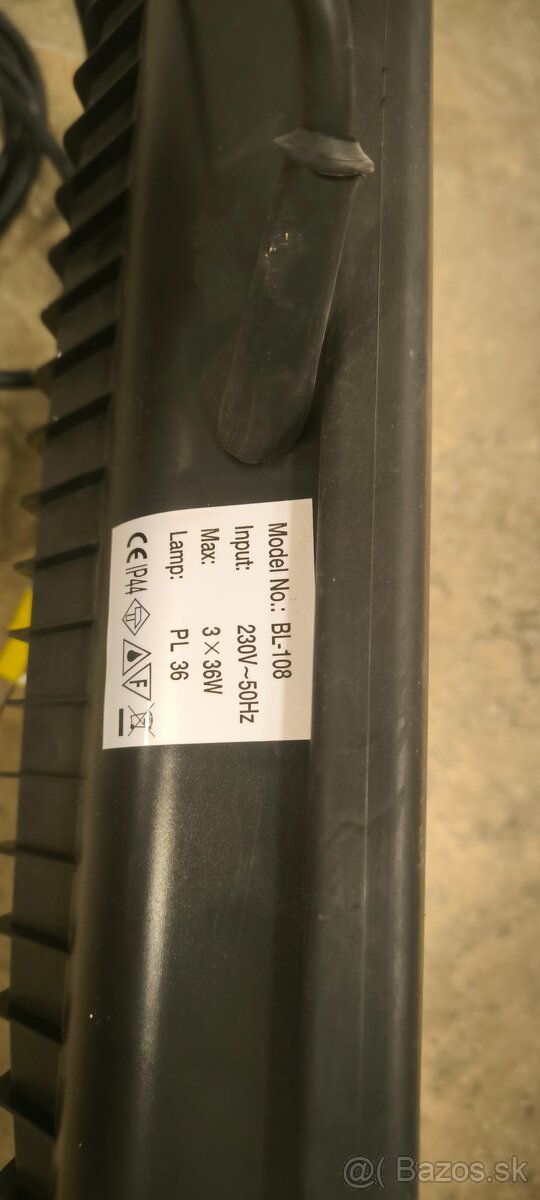 Model No.: BL-108
Input: 230V~50Hz
Max: 3×36W
Lamp: PL 36
CE IP44 T F
@( Bazos.sk